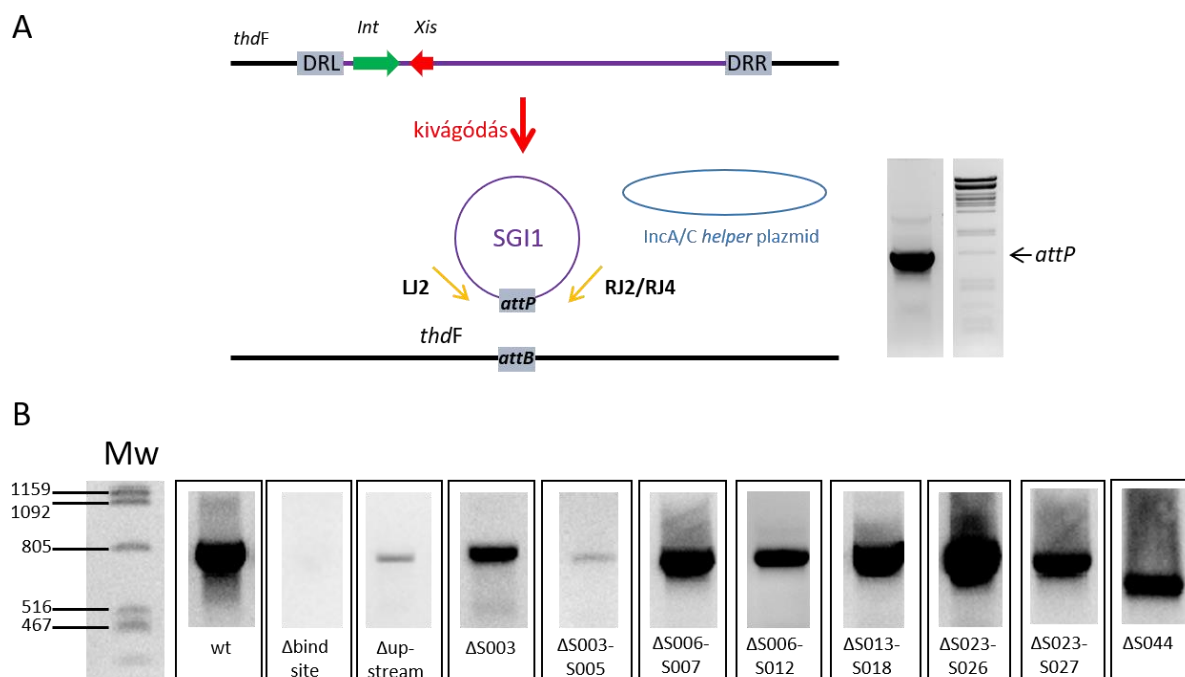 A
thdF
Int
Xis
DRL
DRR
kivágódás
SGI1
IncA/C helper plazmid
LJ2
RJ2/RJ4
attP
thdF
attB
attP
B
Mw
1159
1092
805
516
467
wt
Δbind
site
Δup-
stream
ΔS003
ΔS003-
S005
ΔS006-
S007
ΔS006-
S012
ΔS013-
S018
ΔS023-
S026
ΔS023-
S027
ΔS044